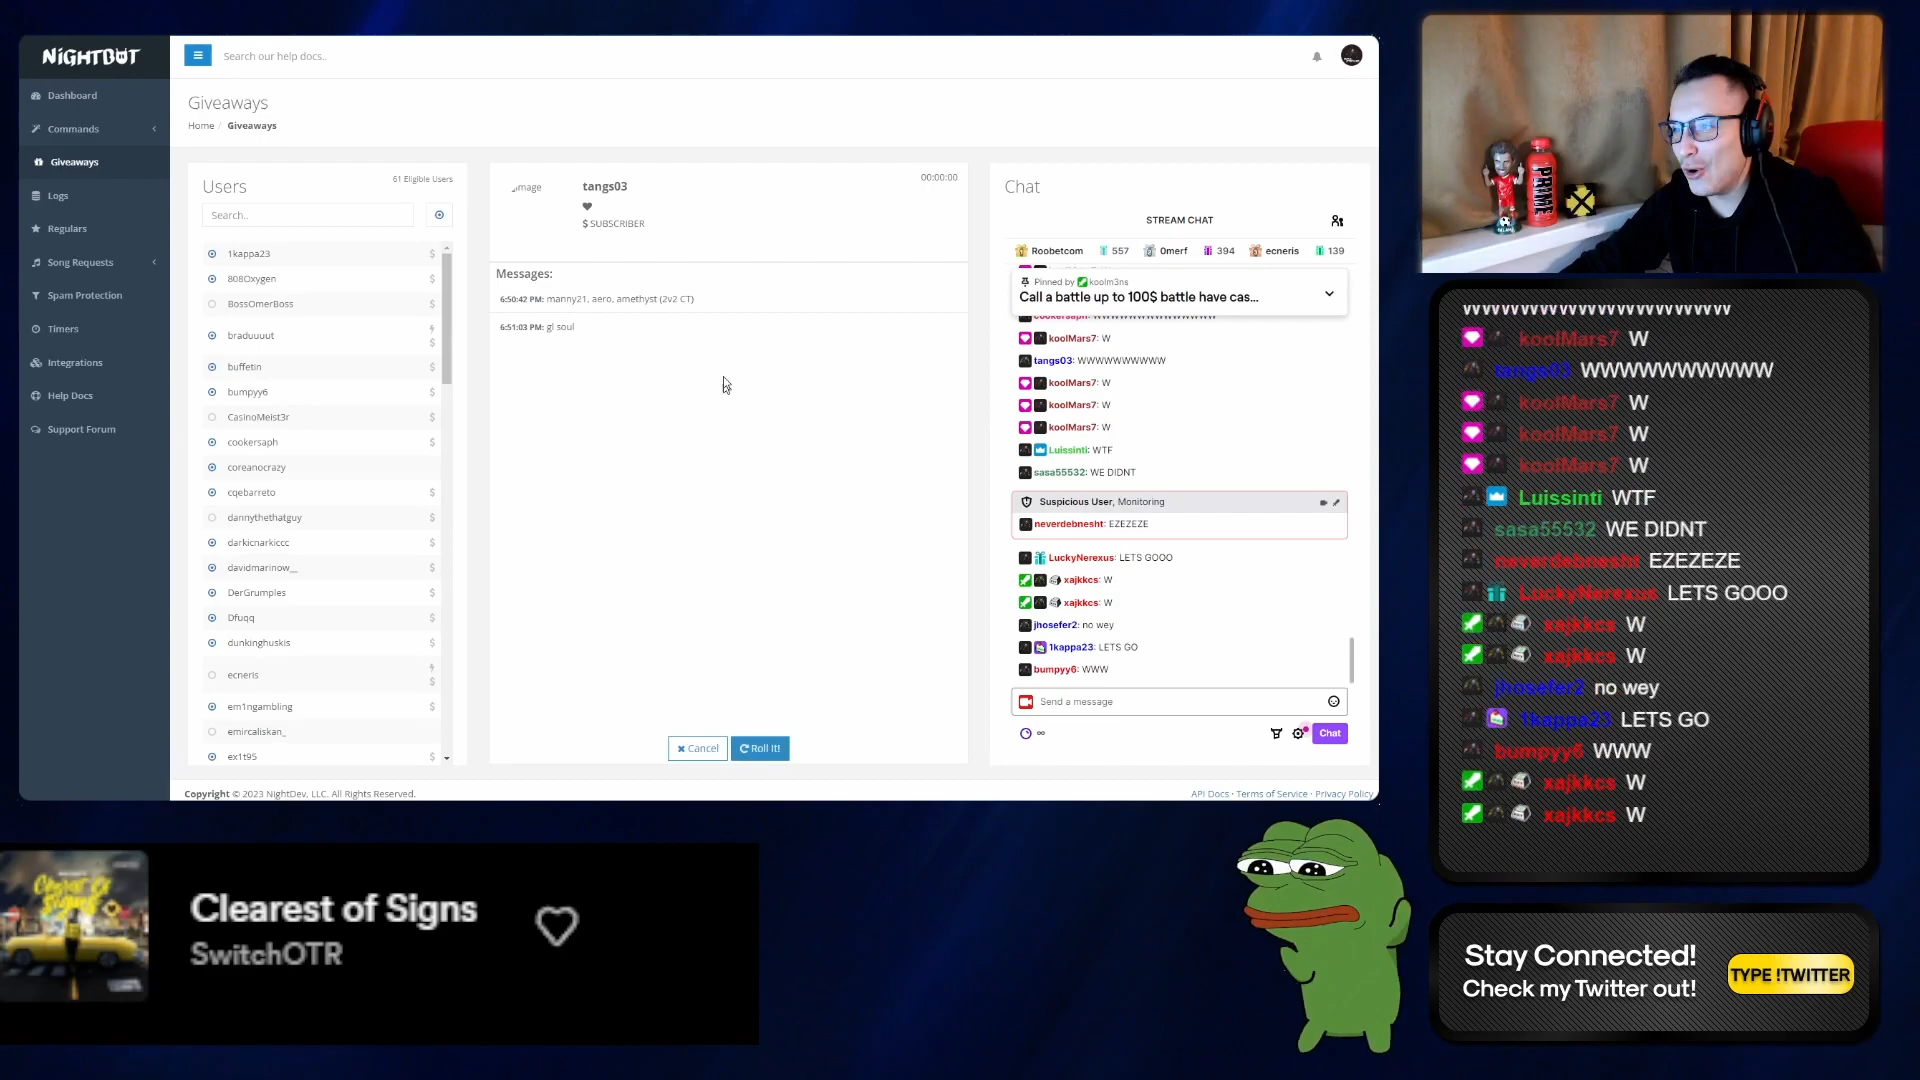 NIGHTBOT
Search our help docs..
Dashboard
Commands
Giveaways
Logs
Regulars
Song Requests
Spam Protection
Timers
Integrations
Help Docs
Support Forum
Giveaways
Home / Giveaways
Users
61 Eligible Users
Search..
1kappa23 $
808Oxygen $
BossOmerBoss
braduuuut $
buffetin $
bumpyy6 $
CasinoMeist3r $
cookersaph $
coreanocrazy
cqebarreto $
dannythethatguy $
darkicnarkiccc $
davidmarinow__ $
DerGrumples $
Dfuqq $
dunkinghuskis $
ecneris $
em1ngambling $
emircaliskan_
ex1t95 $
mage
tangs03
$ SUBSCRIBER
00:00:00
Messages:
6:50:42 PM: manny21, aero, amethyst (2v2 CT)
6:51:03 PM: gl soul
Cancel
Roll It!
Chat
STREAM CHAT
Roobetcom 557 0merf 394 ecneris 139
Pinned by koolm3ns
Call a battle up to 100$ battle have cas...
koolMars7: W
tangs03: WWWWWWWWWW
koolMars7: W
koolMars7: W
koolMars7: W
Luissinti: WTF
sasa55532: WE DIDNT
Suspicious User, Monitoring
neverdebnesht: EZEZEZE
LuckyNerexus: LETS GOOO
xajkkcs: W
xajkkcs: W
jhosefer2: no wey
1kappa23: LETS GO
bumpyy6: WWW
Send a message
∞
Chat
Copyright © 2023 NightDev, LLC. All Rights Reserved.
API Docs · Terms of Service · Privacy Policy
PRIME
koolMars7 W
tangs03 WWWWWWWWWW
koolMars7 W
koolMars7 W
koolMars7 W
Luissinti WTF
sasa55532 WE DIDNT
neverdebnesht EZEZEZE
LuckyNerexus LETS GOOO
xajkkcs W
xajkkcs W
jhosefer2 no wey
1kappa23 LETS GO
bumpyy6 WWW
xajkkcs W
xajkkcs W
Clearest Of Signs
Clearest of Signs
SwitchOTR
Stay Connected!
Check my Twitter out!
TYPE !TWITTER